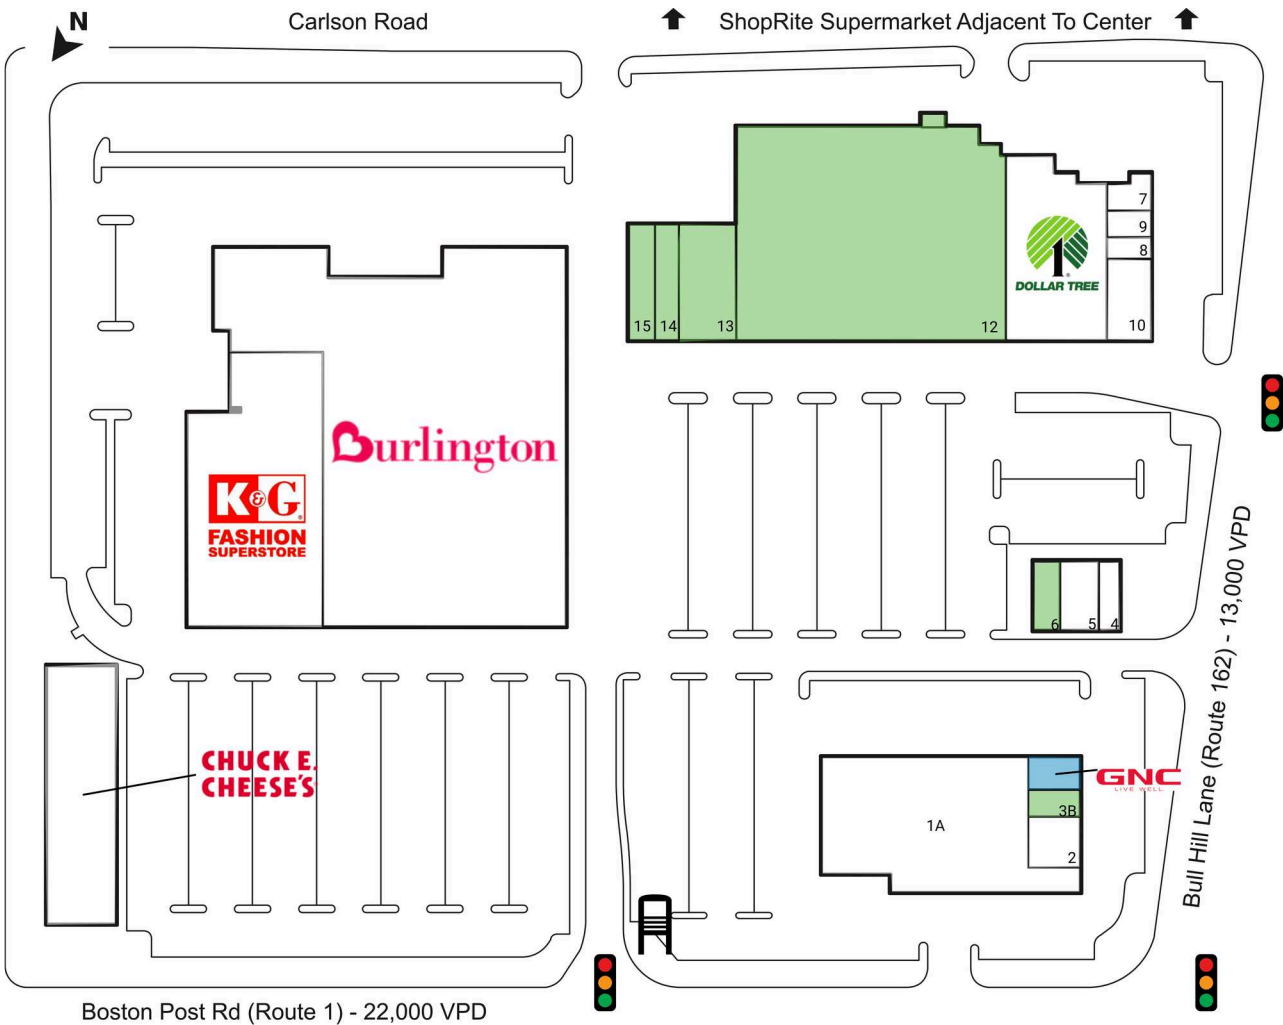 N
Carlson Road
ShopRite Supermarket Adjacent To Center
7
9
8
10
15
14
13
12
1
DOLLAR TREE
Burlington
K&G
FASHION
SUPERSTORE
6
5
4
Bull Hill Lane (Route 162) - 13,000 VPD
CHUCK E.
CHEESE'S
GNC
LIVE WELL.
3B
1A
2
Boston Post Rd (Route 1) - 22,000 VPD